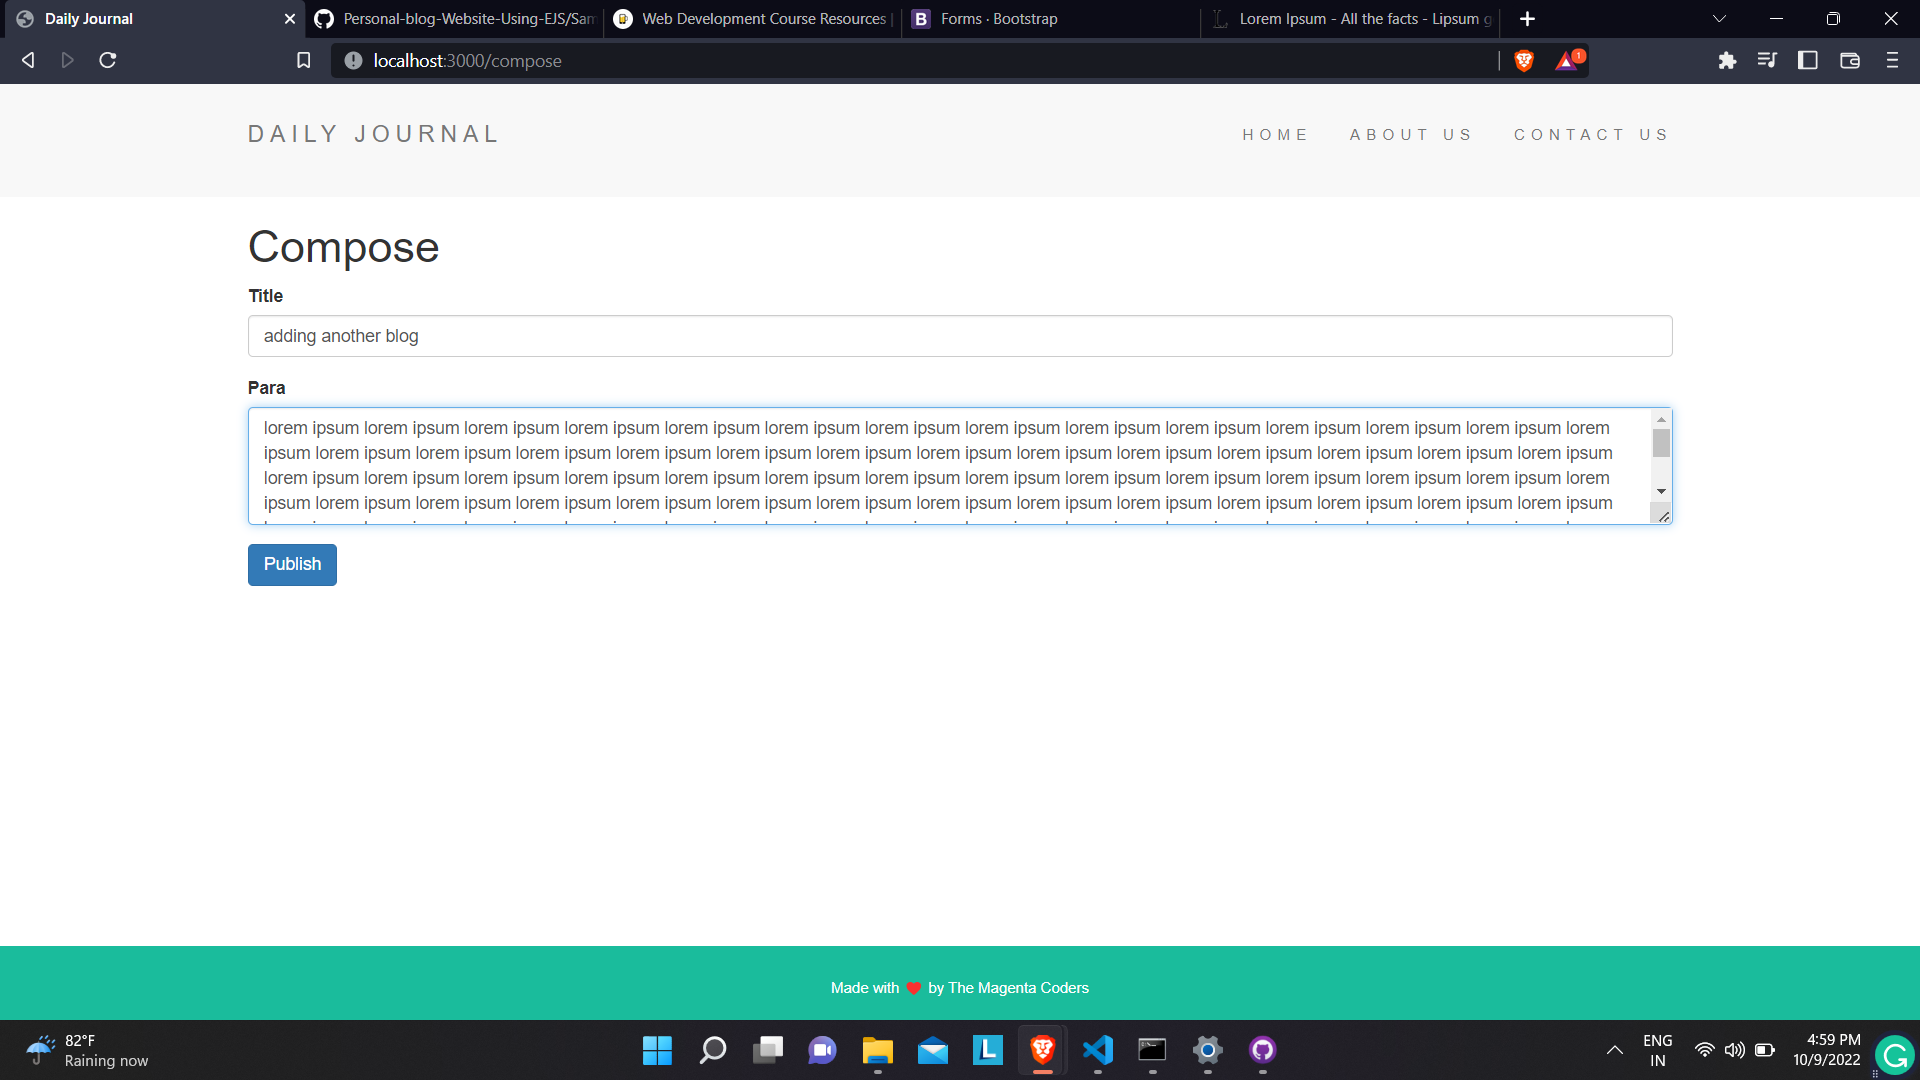 Daily Journal
Personal-blog-Website-Using-EJS/Sam
Web Development Course Resources |
B Forms · Bootstrap
Lorem Ipsum - All the facts - Lipsum g
localhost:3000/compose
1
DAILY JOURNAL
HOME
ABOUT US
CONTACT US
Compose
Title
adding another blog
Para
lorem ipsum lorem ipsum lorem ipsum lorem ipsum lorem ipsum lorem ipsum lorem ipsum lorem ipsum lorem ipsum lorem ipsum lorem ipsum lorem ipsum lorem ipsum lorem
ipsum lorem ipsum lorem ipsum lorem ipsum lorem ipsum lorem ipsum lorem ipsum lorem ipsum lorem ipsum lorem ipsum lorem ipsum lorem ipsum lorem ipsum lorem ipsum
lorem ipsum lorem ipsum lorem ipsum lorem ipsum lorem ipsum lorem ipsum lorem ipsum lorem ipsum lorem ipsum lorem ipsum lorem ipsum lorem ipsum lorem ipsum lorem
ipsum lorem ipsum lorem ipsum lorem ipsum lorem ipsum lorem ipsum lorem ipsum lorem ipsum lorem ipsum lorem ipsum lorem ipsum lorem ipsum lorem ipsum lorem ipsum
Publish
Made with ❤ by The Magenta Coders
82°F
Raining now
L
ENG
IN
4:59 PM
10/9/2022